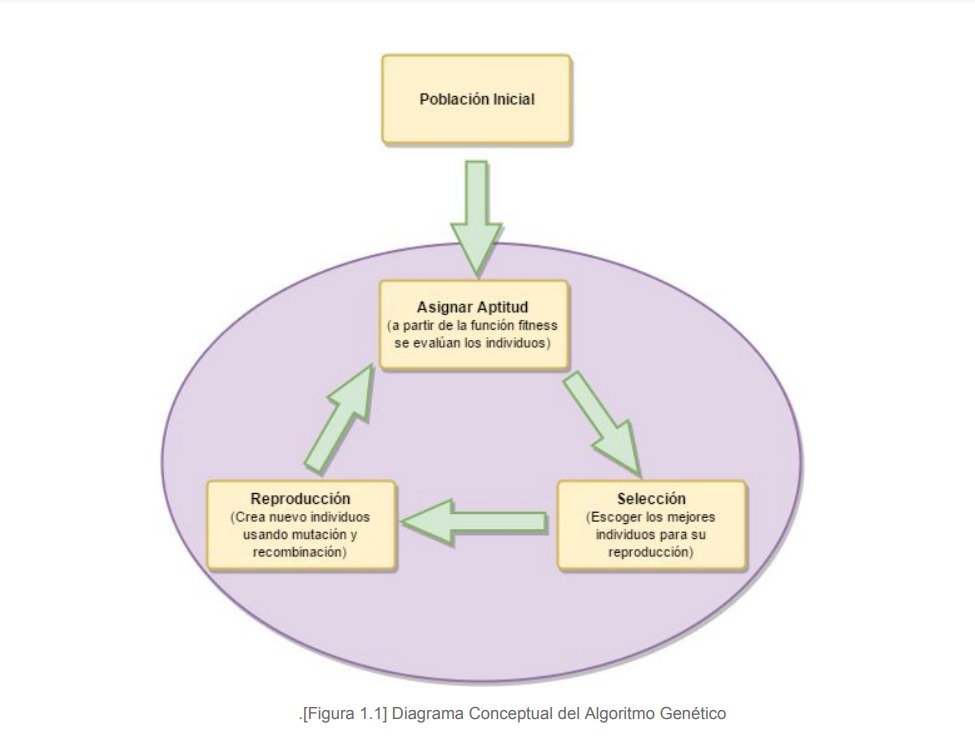 Población Inicial
Asignar Aptitud
(a partir de la función fitness
se evalúan los individuos)
Reproducción
(Crea nuevo individuos
usando mutación y
recombinación)
Selección
(Escoger los mejores
individuos para su
reproducción)
.[Figura 1.1] Diagrama Conceptual del Algoritmo Genético